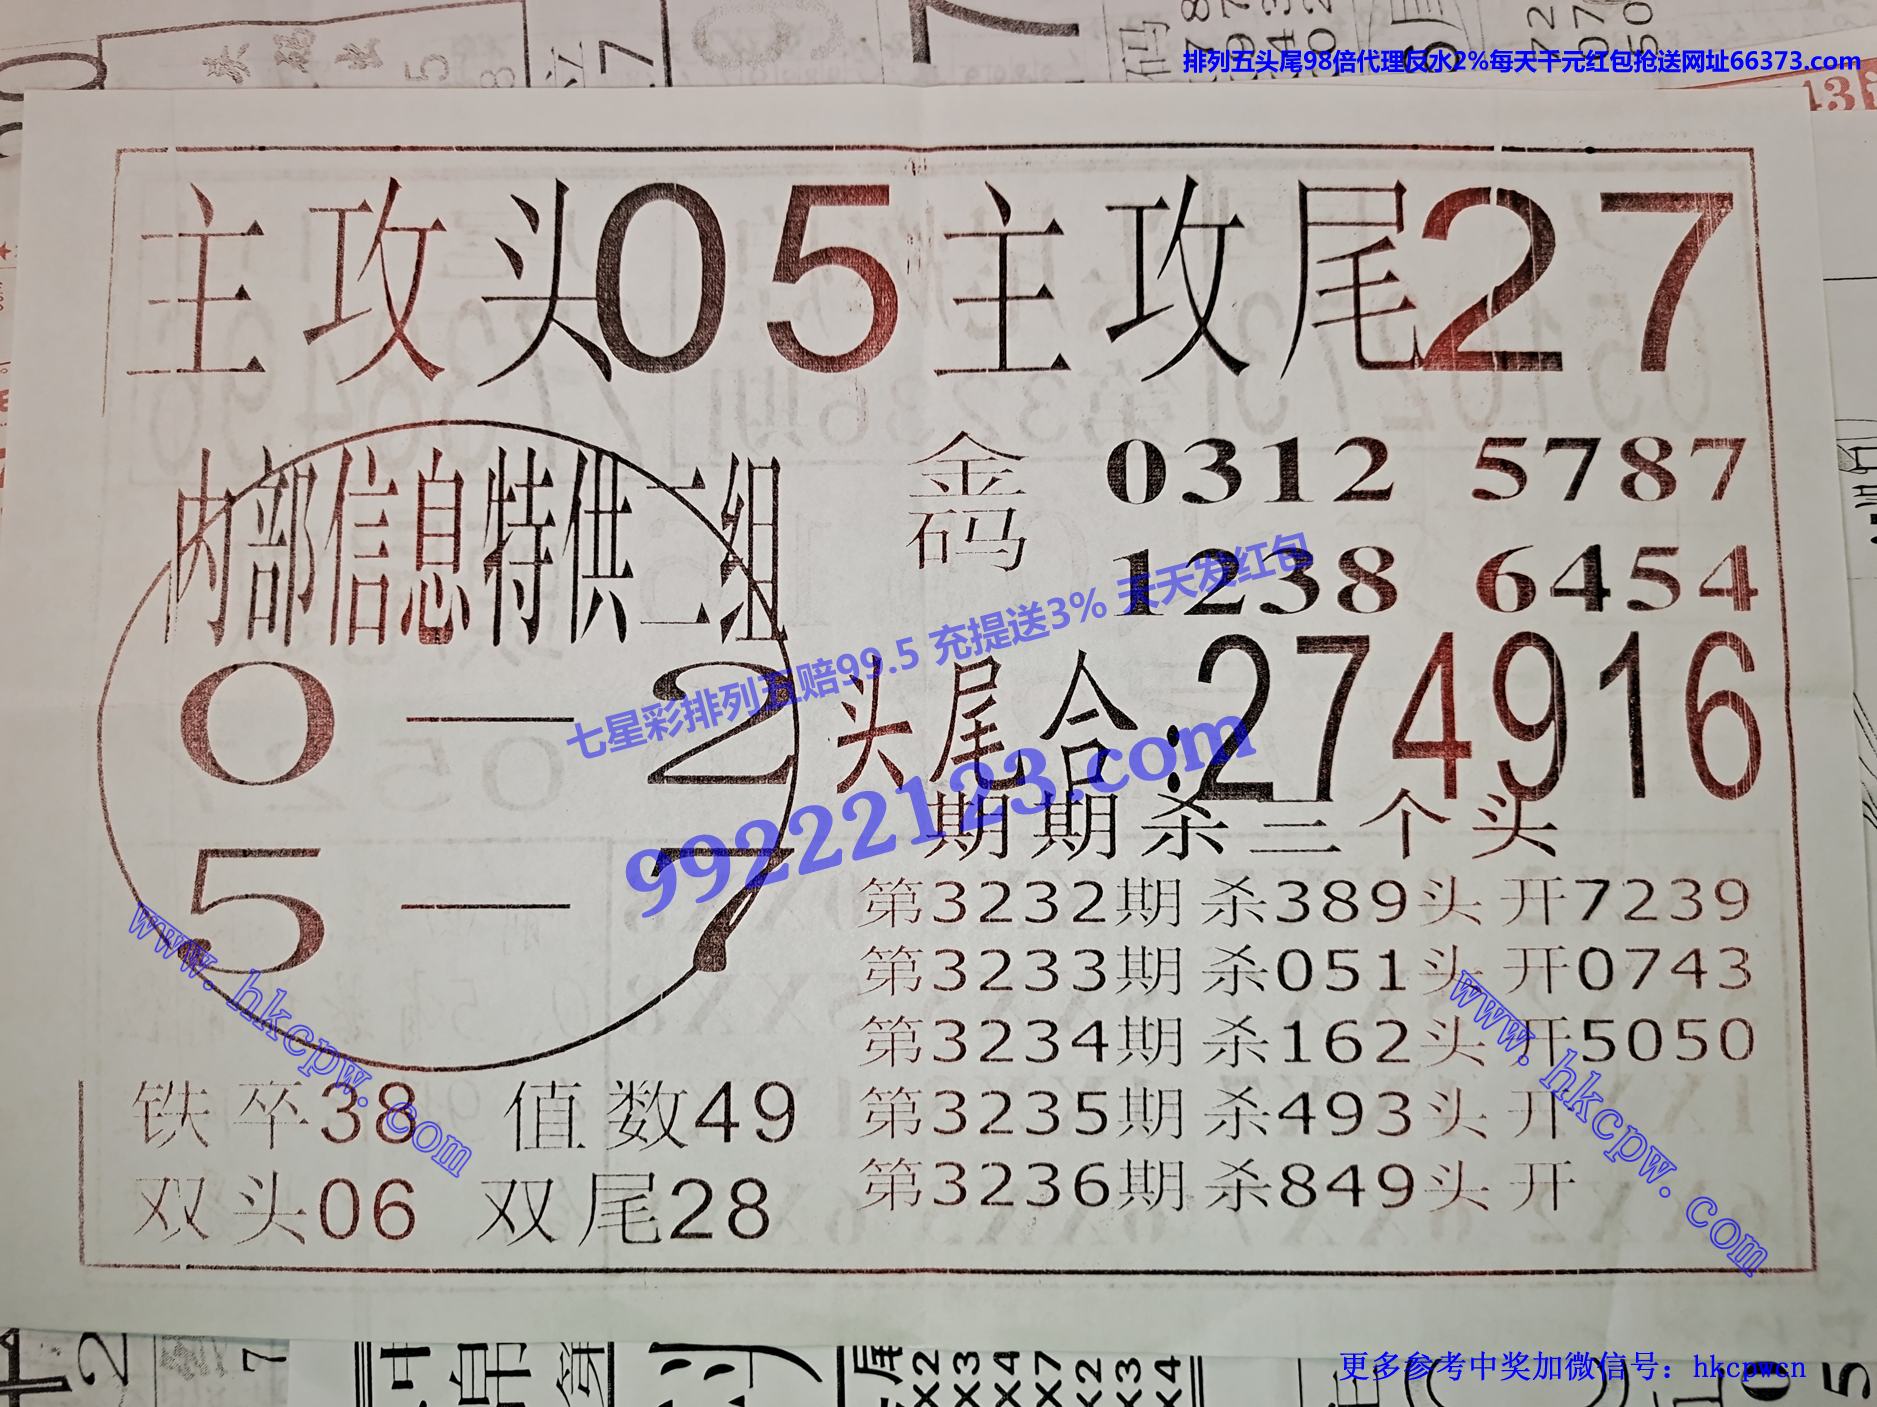 排列五头尾98倍代理反水2%每天千元红包抢送网址66373.com
主攻头05 主攻尾27
内部信息特供二组
0—2
5—7
金码 0312 5787
1238 6454
七星彩排列五赔99.5 充提送3% 天天发红包
99222123.com
头尾合:274916
期期杀三个头
第3232期 杀389头 开7239
第3233期 杀051头 开0743
第3234期 杀162头 开5050
第3235期 杀493头 开
第3236期 杀849头 开
铁卒38 值数49
双头06 双尾28
www.hkcpw.com
www.hkcpw.com
更多参考中奖加微信号：hkcpwcn